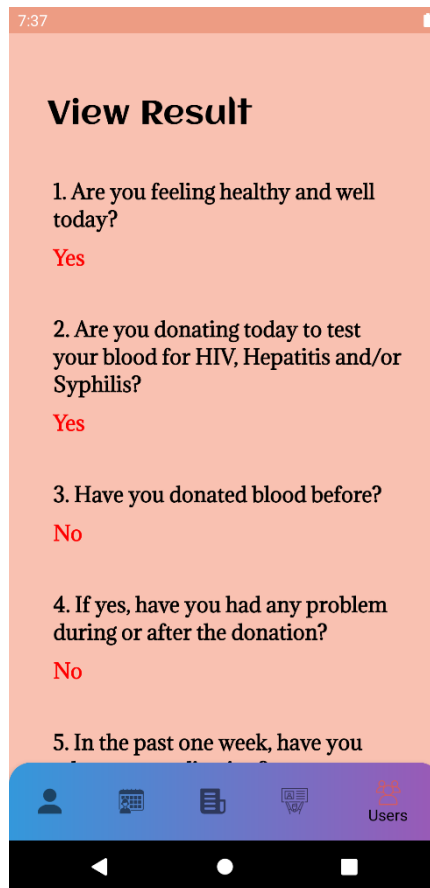 7:37
View Result
1. Are you feeling healthy and well
today?
Yes
2. Are you donating today to test
your blood for HIV, Hepatitis and/or
Syphilis?
Yes
3. Have you donated blood before?
No
4. If yes, have you had any problem
during or after the donation?
No
5. In the past one week, have you
Users